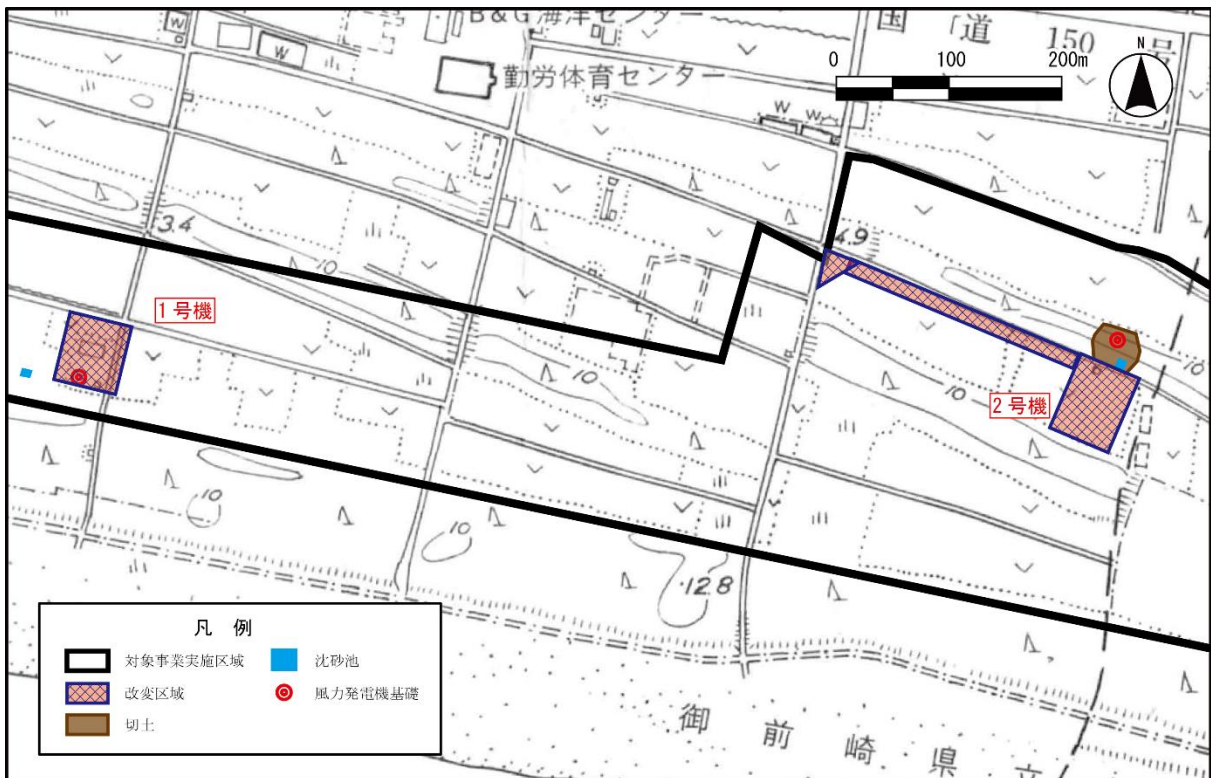 B&G海洋センター
国道150号
W
W
勤労体育センター
0 100 200m
N
W W
3.4
4.9
10
1号機
10
10
10
2号機
10
10
12.8
凡 例
対象事業実施区域
沈砂池
改変区域
風力発電機基礎
切土
御前崎県立